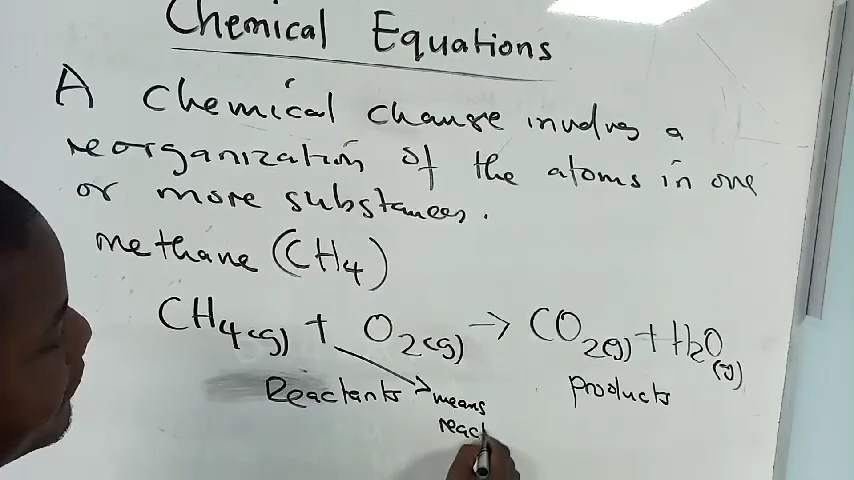 Chemical Equations
A chemical change involves a
reorganization of the atoms in one
or more substances.
methane (CH4)
CH4(g) + O2(g) → CO2(g) + H2O(g)
Reactants → means products
react